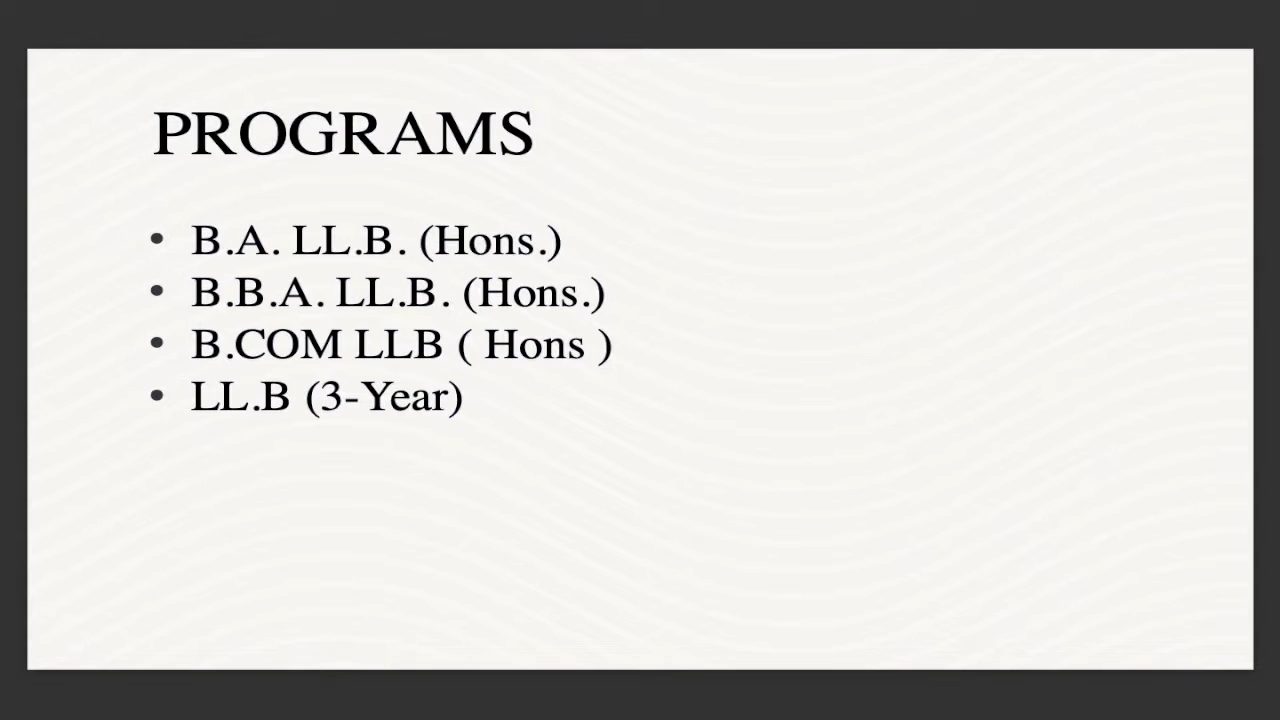 PROGRAMS
• B.A. LL.B. (Hons.)
• B.B.A. LL.B. (Hons.)
• B.COM LLB ( Hons )
• LL.B (3-Year)